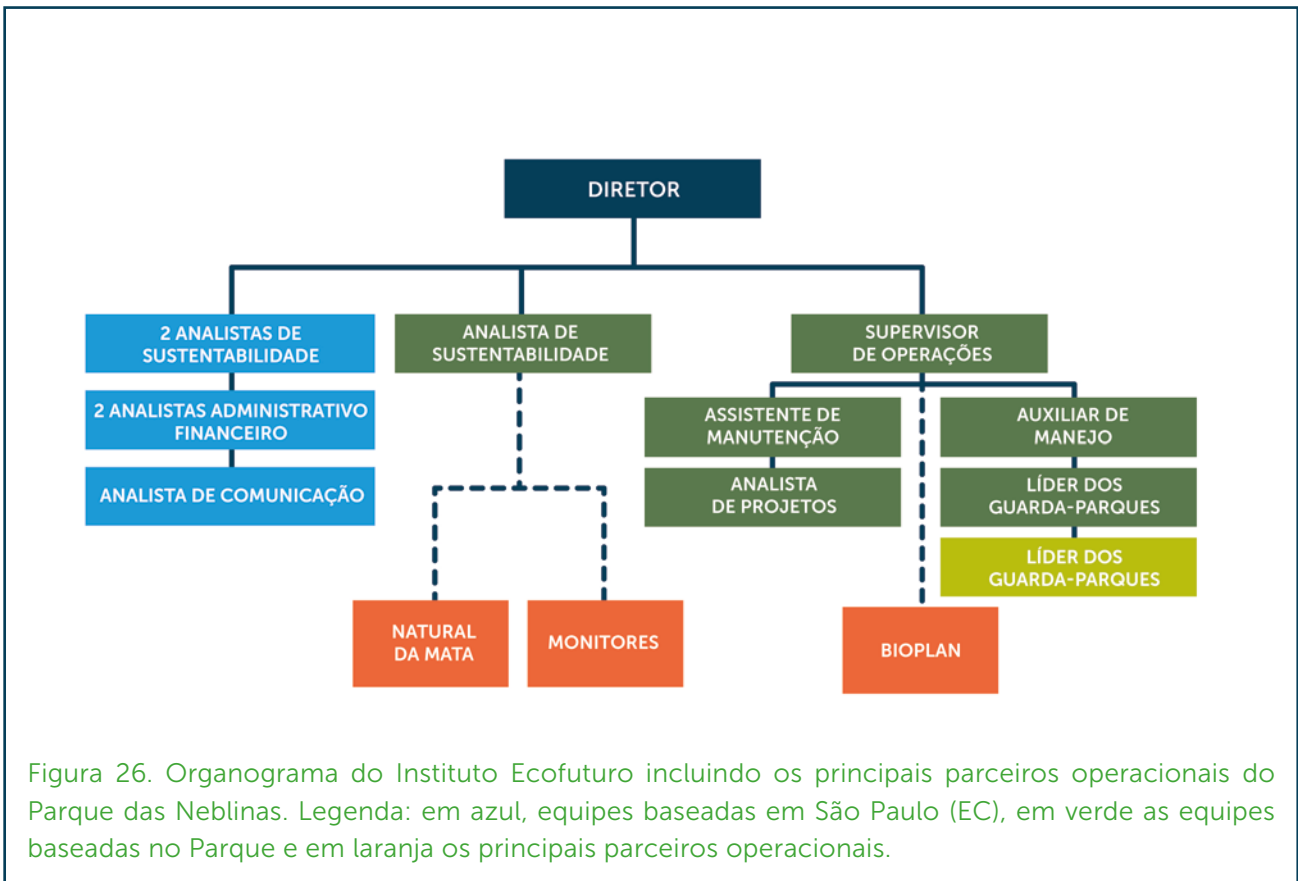 DIRETOR
2 ANALISTAS DE
SUSTENTABILIDADE
ANALISTA DE
SUSTENTABILIDADE
SUPERVISOR
DE OPERAÇÕES
2 ANALISTAS ADMINISTRATIVO
FINANCEIRO
ASSISTENTE DE
MANUTENÇÃO
AUXILIAR DE
MANEJO
ANALISTA DE COMUNICAÇÃO
ANALISTA
DE PROJETOS
LÍDER DOS
GUARDA-PARQUES
LÍDER DOS
GUARDA-PARQUES
NATURAL
DA MATA
MONITORES
BIOPLAN
Figura 26. Organograma do Instituto Ecofuturo incluindo os principais parceiros operacionais do
Parque das Neblinas. Legenda: em azul, equipes baseadas em São Paulo (EC), em verde as equipes
baseadas no Parque e em laranja os principais parceiros operacionais.